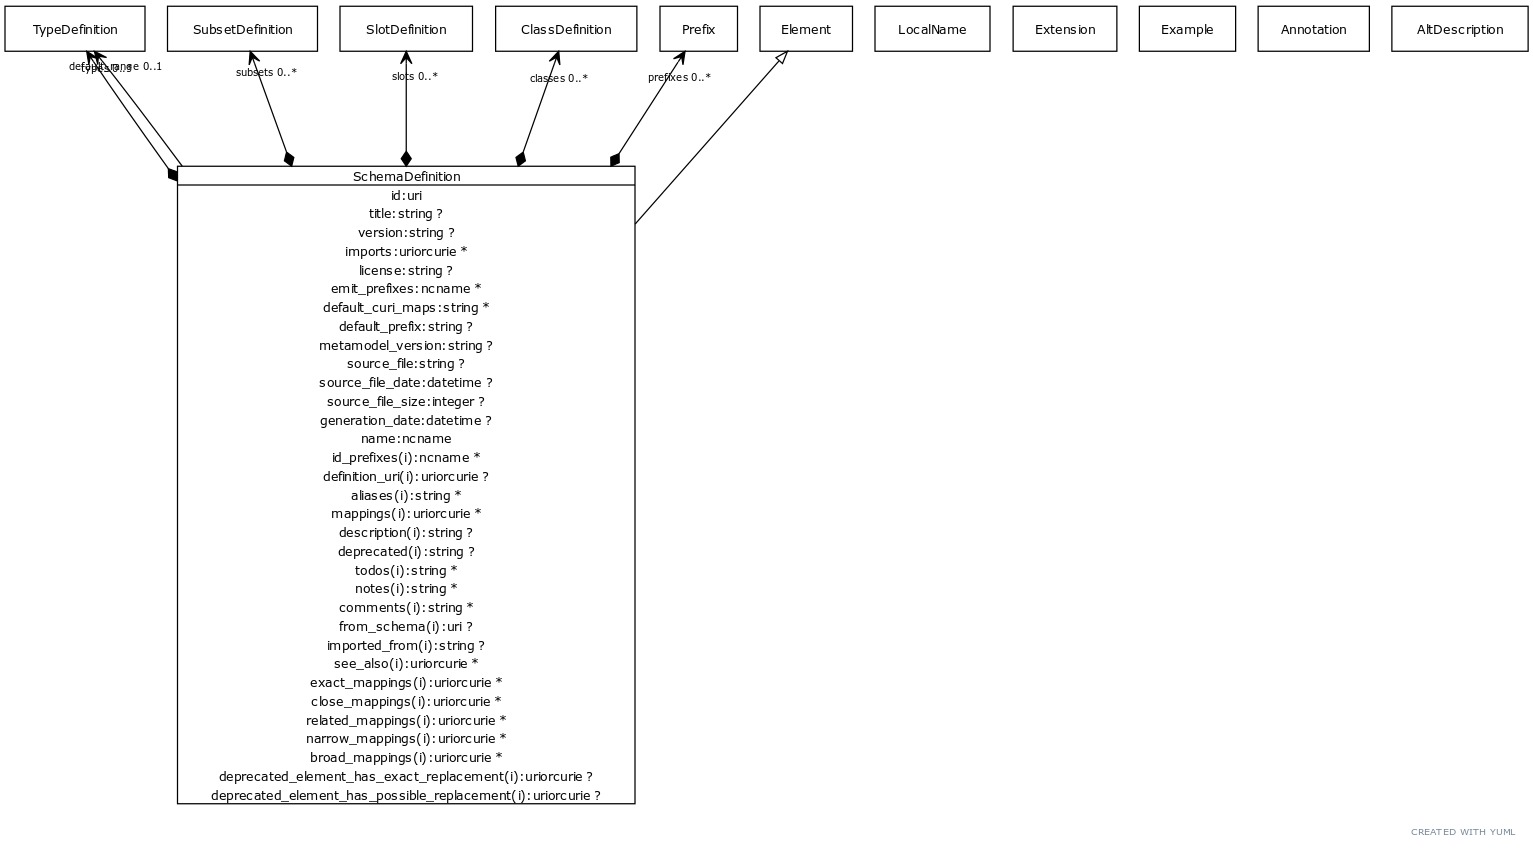 TypeDefinition
SubsetDefinition
SlotDefinition
ClassDefinition
Prefix
Element
LocalName
Extension
Example
Annotation
AltDescription
default_range 0..1
types 0..*
subsets 0..*
slots 0..*
classes 0..*
prefixes 0..*
SchemaDefinition
id:uri
title:string ?
version:string ?
imports:uriorcurie *
license:string ?
emit_prefixes:ncname *
default_curi_maps:string *
default_prefix:string ?
metamodel_version:string ?
source_file:string ?
source_file_date:datetime ?
source_file_size:integer ?
generation_date:datetime ?
name:ncname
id_prefixes(i):ncname *
definition_uri(i):uriorcurie ?
aliases(i):string *
mappings(i):uriorcurie *
description(i):string ?
deprecated(i):string ?
todos(i):string *
notes(i):string *
comments(i):string *
from_schema(i):uri ?
imported_from(i):string ?
see_also(i):uriorcurie *
exact_mappings(i):uriorcurie *
close_mappings(i):uriorcurie *
related_mappings(i):uriorcurie *
narrow_mappings(i):uriorcurie *
broad_mappings(i):uriorcurie *
deprecated_element_has_exact_replacement(i):uriorcurie ?
deprecated_element_has_possible_replacement(i):uriorcurie ?
CREATED WITH YUML